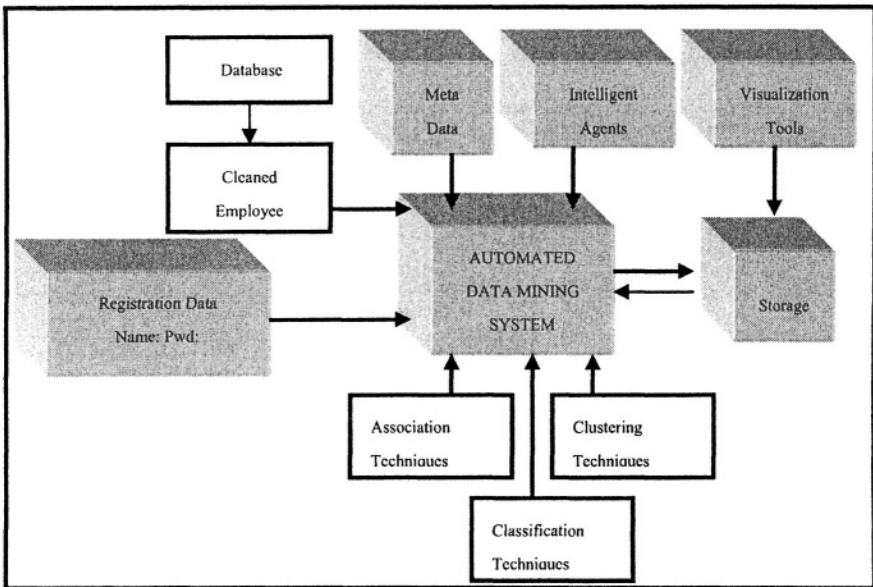 Database
Meta
Data
Intelligent
Agents
Visualization
Tools
Cleaned
Employee
AUTOMATED
DATA MINING
SYSTEM
Registration Data
Name: Pwd:
Storage
Association
Techniques
Clustering
Techniques
Classification
Techniques